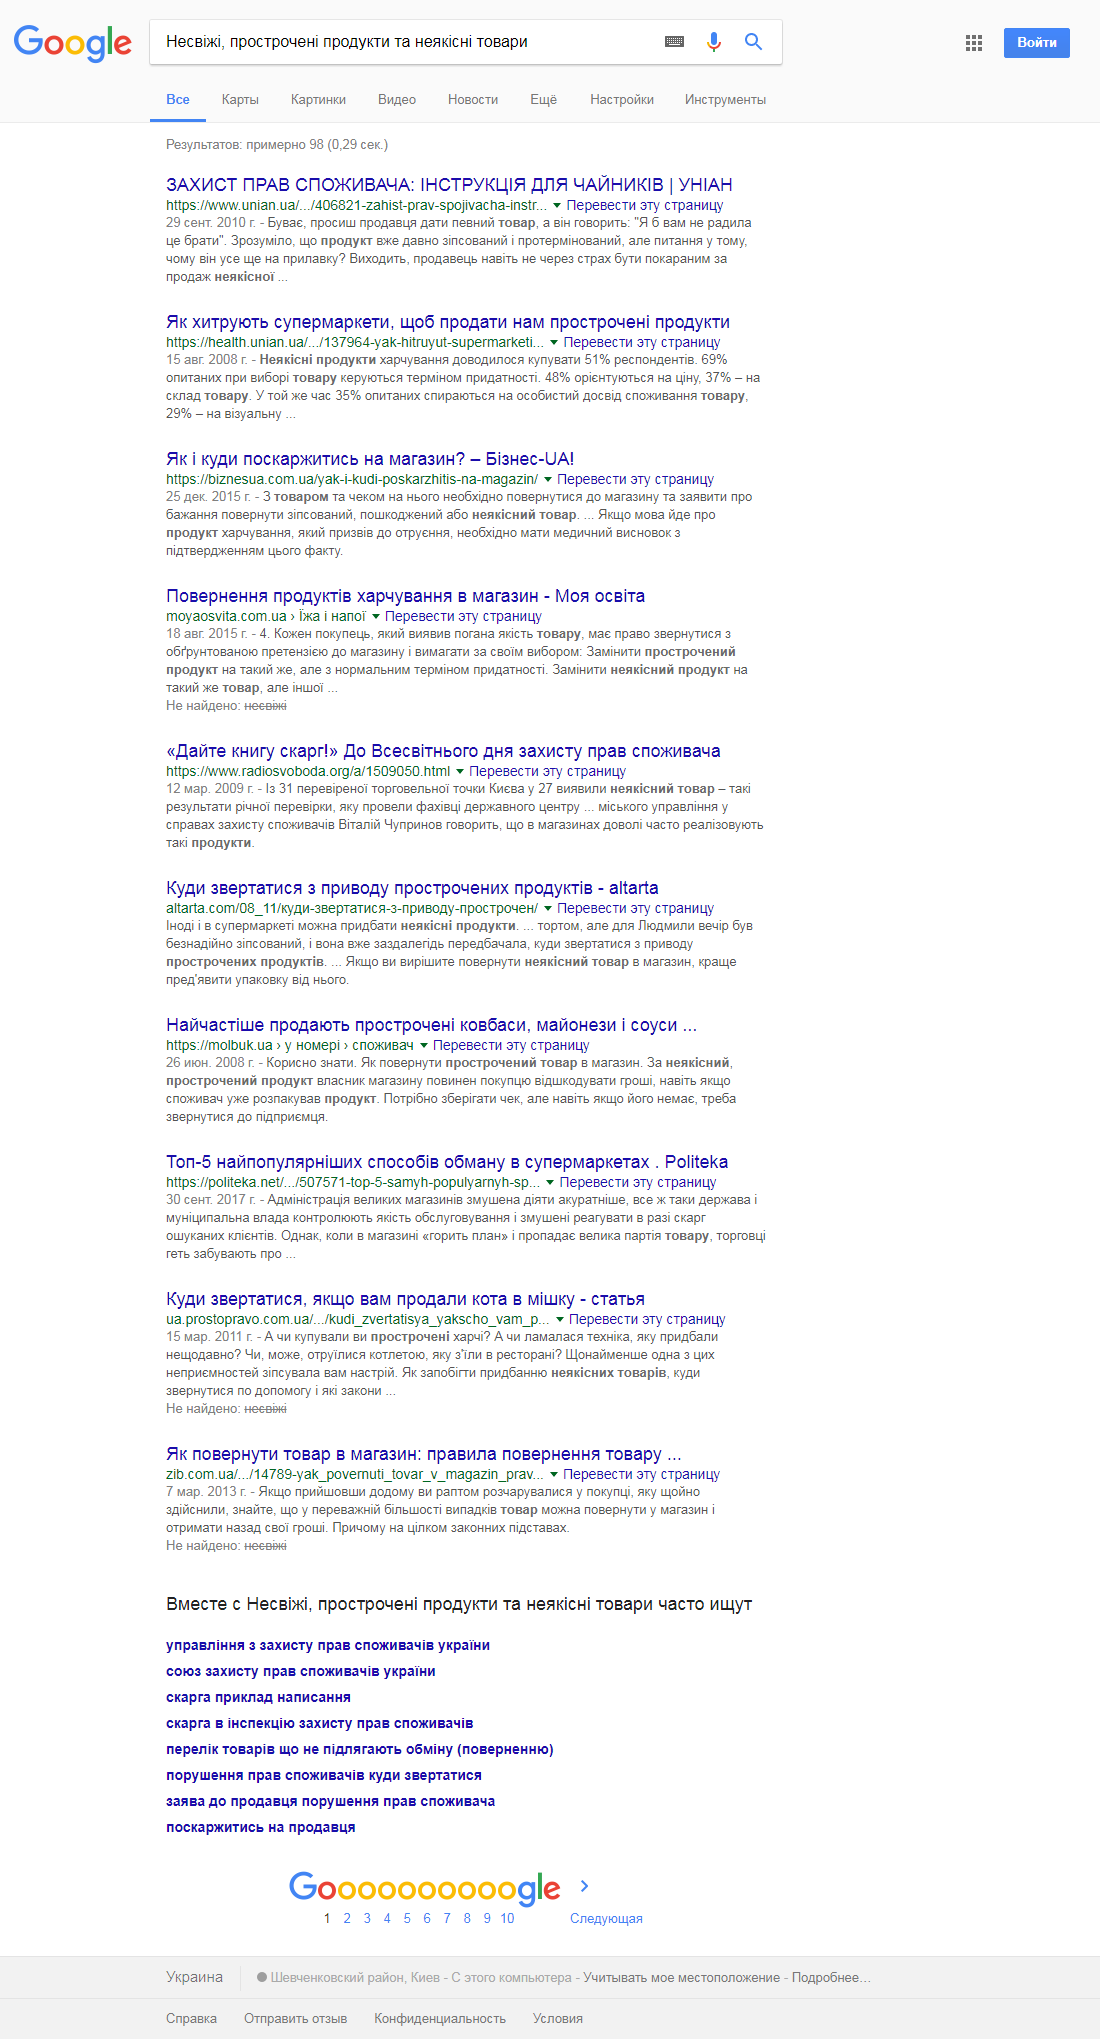 Google
Несвіжі, прострочені продукти та неякісні товари
Войти
Все Карты Картинки Видео Новости Ещё Настройки Инструменты
Результатов: примерно 98 (0,29 сек.)
ЗАХИСТ ПРАВ СПОЖИВАЧА: ІНСТРУКЦІЯ ДЛЯ ЧАЙНИКІВ | УНІАН
https://www.unian.ua/.../406821-zahist-prav-spojivacha-instr... Перевести эту страницу
29 сент. 2010 г. - Буває, просиш продавця дати певний товар, а він говорить: "Я б вам не радила
це брати". Зрозуміло, що продукт вже давно зіпсований і протермінований, але питання у тому,
чому він усе ще на прилавку? Виходить, продавець навіть не через страх бути покараним за
продаж неякісної ...
Як хитрують супермаркети, щоб продати нам прострочені продукти
https://health.unian.ua/.../137964-yak-hitruyut-supermarketi... Перевести эту страницу
15 авг. 2008 г. - Неякісні продукти харчування доводилося купувати 51% респондентів. 69%
опитаних при виборі товару керуються терміном придатності. 48% орієнтуються на ціну, 37% – на
склад товару. У той же час 35% опитаних спираються на особистий досвід споживання товару,
29% – на візуальну ...
Як і куди поскаржитись на магазин? – Бізнес-UA!
https://biznesua.com.ua/yak-i-kudi-poskarzhitis-na-magazin/ Перевести эту страницу
25 дек. 2015 г. - З товаром та чеком на нього необхідно повернутися до магазину та заявити про
бажання повернути зіпсований, пошкоджений або неякісний товар. ... Якщо мова йде про
продукт харчування, який призвів до отруєння, необхідно мати медичний висновок з
підтвердженням цього факту.
Повернення продуктів харчування в магазин - Моя освіта
moyaosvita.com.ua › Їжа і напої Перевести эту страницу
18 авг. 2015 г. - 4. Кожен покупець, який виявив погана якість товару, має право звернутися з
обґрунтованою претензією до магазину і вимагати за своїм вибором: Замінити прострочений
продукт на такий же, але з нормальним терміном придатності. Замінити неякісний продукт на
такий же товар, але іншої ...
Не найдено: несвіжі
«Дайте книгу скарг!» До Всесвітнього дня захисту прав споживача
https://www.radiosvoboda.org/a/1509050.html Перевести эту страницу
12 мар. 2009 г. - Із 31 перевіреної торговельної точки Києва у 27 виявили неякісний товар – такі
результати річної перевірки, яку провели фахівці державного центру ... міського управління у
справах захисту споживачів Віталій Чупринов говорить, що в магазинах доволі часто реалізовують
такі продукти.
Куди звертатися з приводу прострочених продуктів - altarta
altarta.com/08_11/куди-звертатися-з-приводу-прострочен/ Перевести эту страницу
Іноді і в супермаркеті можна придбати неякісні продукти. ... тортом, але для Людмили вечір був
безнадійно зіпсований, і вона вже заздалегідь передбачала, куди звертатися з приводу
прострочених продуктів. ... Якщо ви вирішите повернути неякісний товар в магазин, краще
пред'явити упаковку від нього.
Найчастіше продають прострочені ковбаси, майонези і соуси ...
https://molbuk.ua › у номері › споживач Перевести эту страницу
26 июн. 2008 г. - Корисно знати. Як повернути прострочений товар в магазин. За неякісний,
прострочений продукт власник магазину повинен покупцю відшкодувати гроші, навіть якщо
споживач уже розпакував продукт. Потрібно зберігати чек, але навіть якщо його немає, треба
звернутися до підприємця.
Топ-5 найпопулярніших способів обману в супермаркетах . Politeka
https://politeka.net/.../507571-top-5-samyh-populyarnyh-sp... Перевести эту страницу
30 сент. 2017 г. - Адміністрація великих магазинів змушена діяти акуратніше, все ж таки держава і
муніципальна влада контролюють якість обслуговування і змушені реагувати в разі скарг
ошуканих клієнтів. Однак, коли в магазині «горить план» і пропадає велика партія товару, торговці
геть забувають про ...
Куди звертатися, якщо вам продали кота в мішку - статья
ua.prostopravo.com.ua/.../kudi_zvertatisya_yakscho_vam_p... Перевести эту страницу
15 мар. 2011 г. - А чи купували ви прострочені харчі? А чи ламалася техніка, яку придбали
нещодавно? Чи, може, отруїлися котлетою, яку з'їли в ресторані? Щонайменше одна з цих
неприємностей зіпсувала вам настрій. Як запобігти придбанню неякісних товарів, куди
звернутися по допомогу і які закони ...
Не найдено: несвіжі
Як повернути товар в магазин: правила повернення товару ...
zib.com.ua/.../14789-yak_povernuti_tovar_v_magazin_prav... Перевести эту страницу
7 мар. 2013 г. - Якщо прийшовши додому ви раптом розчарувалися у покупці, яку щойно
здійснили, знайте, що у переважній більшості випадків товар можна повернути у магазин і
отримати назад свої гроші. Причому на цілком законних підставах.
Не найдено: несвіжі
Вместе с Несвіжі, прострочені продукти та неякісні товари часто ищут
управління з захисту прав споживачів україни
союз захисту прав споживачів україни
скарга приклад написання
скарга в інспекцію захисту прав споживачів
перелік товарів що не підлягають обміну (поверненню)
порушення прав споживачів куди звертатися
заява до продавця порушення прав споживача
поскаржитись на продавця
Goooooooooogle
1 2 3 4 5 6 7 8 9 10 Следующая
Украина Шевченковский район, Киев - С этого компьютера - Учитывать мое местоположение - Подробнее…
Справка Отправить отзыв Конфиденциальность Условия